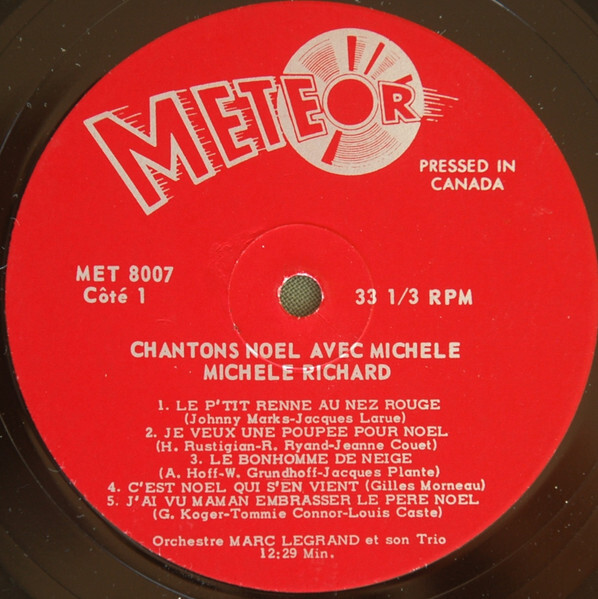 METEOR
PRESSED IN
CANADA
MET 8007
Côté 1
33 1/3 RPM
CHANTONS NOEL AVEC MICHELE
MICHELE RICHARD
1. LE P'TIT RENNE AU NEZ ROUGE
(Johnny Marks-Jacques Larue)
2. JE VEUX UNE POUPEE POUR NOEL
(H. Rustigian-R. Ryand-Jeanne Couet)
3. LE BONHOMME DE NEIGE
(A. Hoff-W. Grundhoff-Jacques Plante)
4. C'EST NOEL QUI S'EN VIENT (Gilles Morneau)
5. J'AI VU MAMAN EMBRASSER LE PERE NOEL
(G. Koger-Tommie Connor-Louis Caste)
Orchestre MARC LEGRAND et son Trio
12:29 Min.